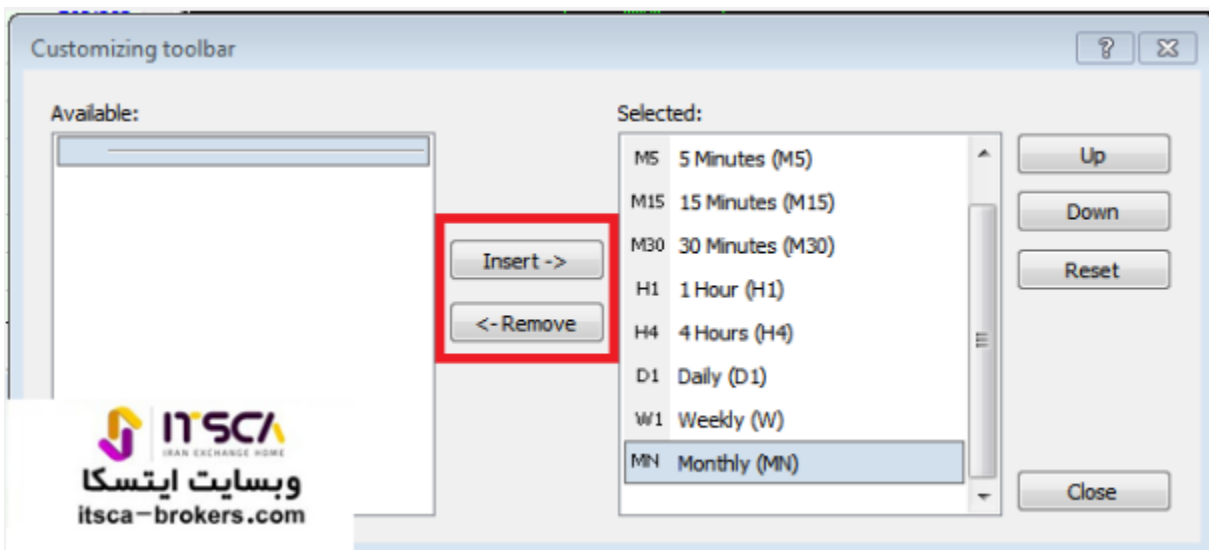 Customizing toolbar
Available:
Selected:
M5 5 Minutes (M5)
M15 15 Minutes (M15)
M30 30 Minutes (M30)
H1 1 Hour (H1)
H4 4 Hours (H4)
D1 Daily (D1)
W1 Weekly (W)
MN Monthly (MN)
Insert ->
<- Remove
Up
Down
Reset
Close
ITSCA
IRAN EXCHANGE HOME
وبسایت ایتسکا
itsca-brokers.com